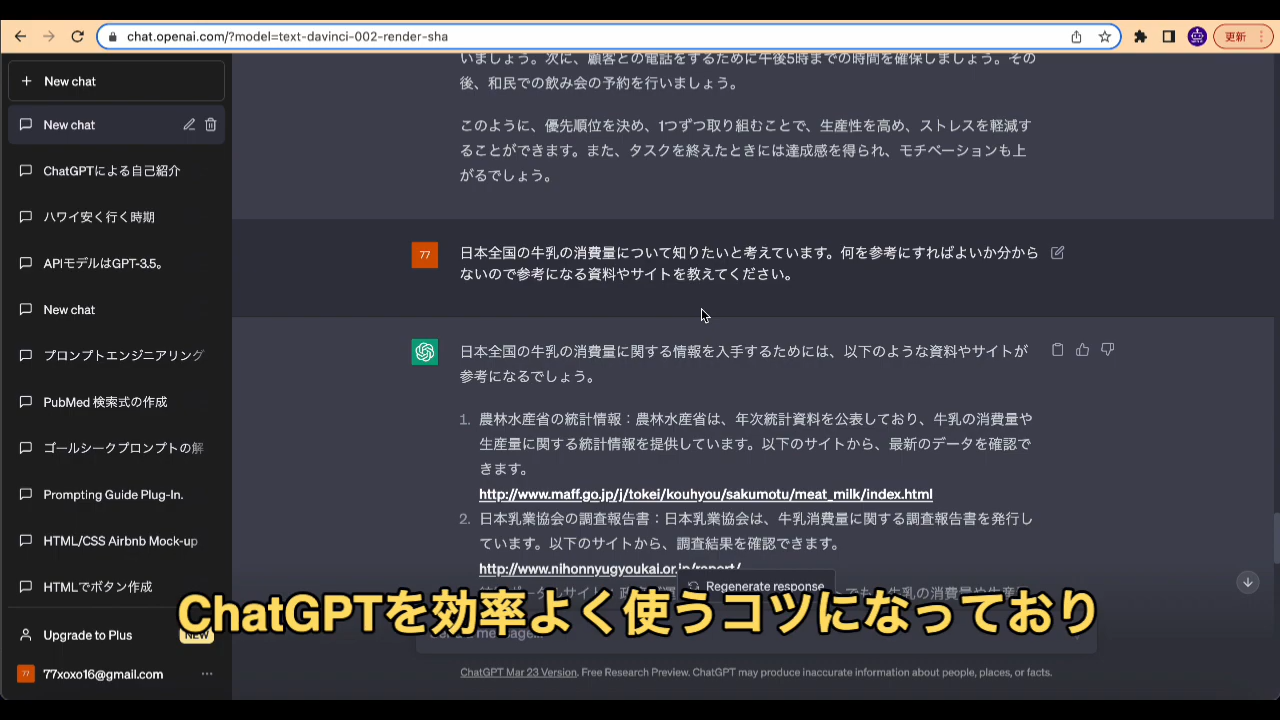 chat.openai.com/?model=text-davinci-002-render-sha
更新
New chat
New chat
ChatGPTによる自己紹介
ハワイ安く行く時期
APIモデルはGPT-3.5。
New chat
プロンプトエンジニアリング
PubMed 検索式の作成
ゴールシークプロンプトの解
Prompting Guide Plug-In.
HTML/CSS Airbnb Mock-up
HTMLでボタン作成
Upgrade to Plus
NEW
77
77xoxo16@gmail.com
いましょう。次に、顧客との電話をするために午後5時までの時間を確保しましょう。その
後、和民での飲み会の予約を行いましょう。
このように、優先順位を決め、1つずつ取り組むことで、生産性を高め、ストレスを軽減す
ることができます。また、タスクを終えたときには達成感を得られ、モチベーションも上
がるでしょう。
77
日本全国の牛乳の消費量について知りたいと考えています。何を参考にすればよいか分から
ないので参考になる資料やサイトを教えてください。
日本全国の牛乳の消費量に関する情報を入手するためには、以下のような資料やサイトが
参考になるでしょう。
1. 農林水産省の統計情報：農林水産省は、年次統計資料を公表しており、牛乳の消費量や
生産量に関する統計情報を提供しています。以下のサイトから、最新のデータを確認で
きます。
http://www.maff.go.jp/j/tokei/kouhyou/sakumotu/meat_milk/index.html
2. 日本乳業協会の調査報告書：日本乳業協会は、牛乳消費量に関する調査報告書を発行し
ています。以下のサイトから、調査結果を確認できます。
http://www.nihonnyugyoukai.or.jp/report/
Regenerate response
ChatGPTを効率よく使うコツになっており
ChatGPT Mar 23 Version. Free Research Preview. ChatGPT may produce inaccurate information about people, places, or facts.